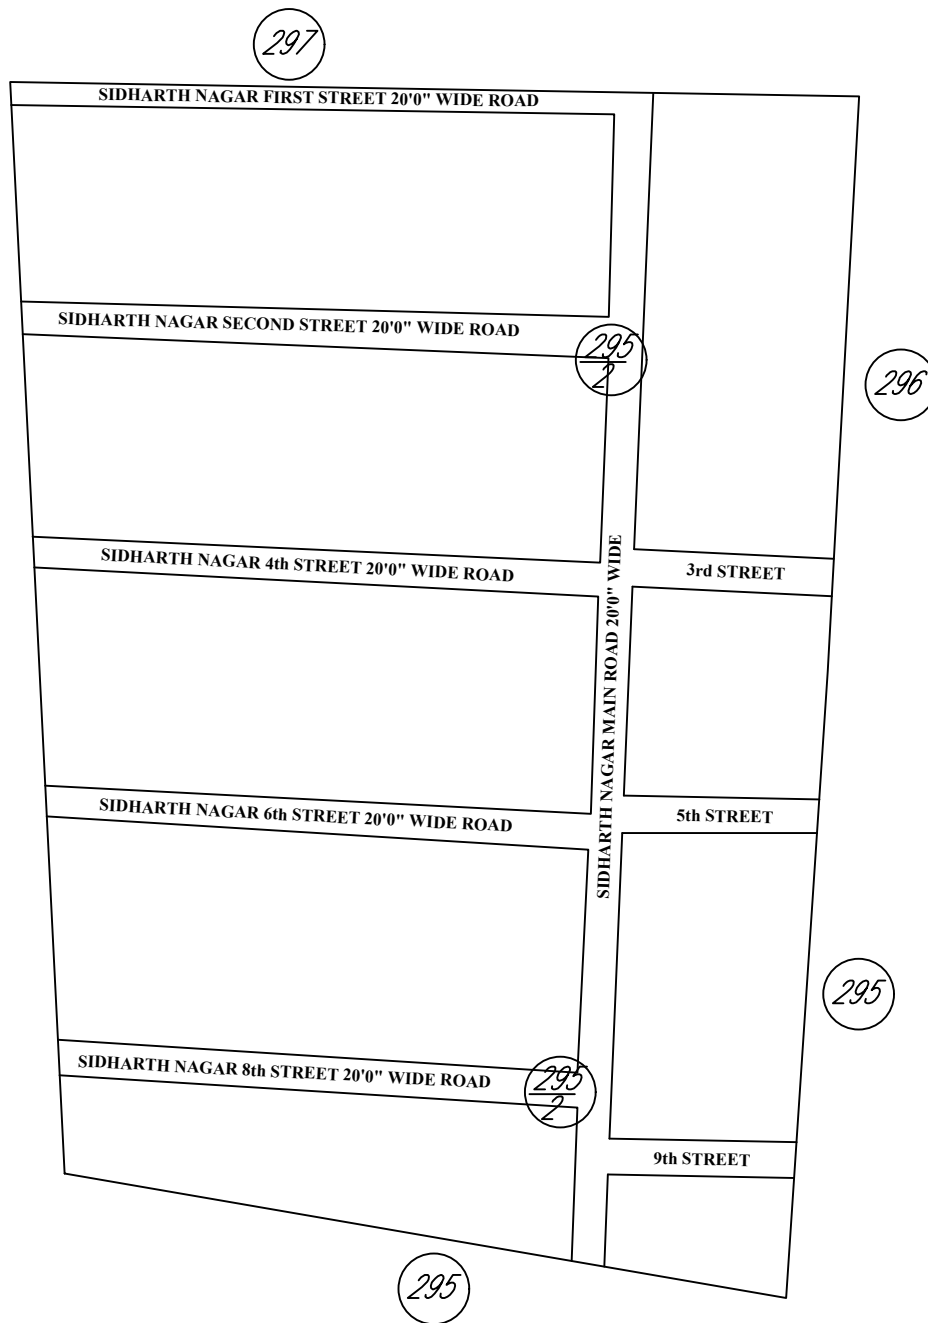 297
SIDHARTH NAGAR FIRST STREET 20'0" WIDE ROAD
SIDHARTH NAGAR SECOND STREET 20'0" WIDE ROAD
295
2
296
SIDHARTH NAGAR 4th STREET 20'0" WIDE ROAD
3rd STREET
SIDHARTH NAGAR MAIN ROAD 20'0" WIDE
SIDHARTH NAGAR 6th STREET 20'0" WIDE ROAD
5th STREET
295
SIDHARTH NAGAR 8th STREET 20'0" WIDE ROAD
295
2
9th STREET
295